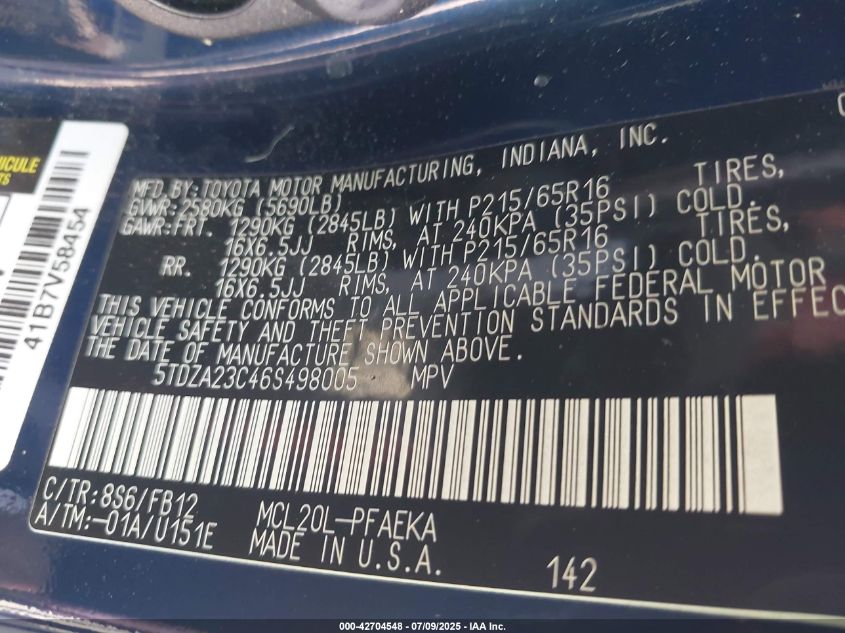 HICULE
TS
41B7V58454
MFD.BY:TOYOTA MOTOR MANUFACTURING, INDIANA, INC.
GVWR:2580KG (5690LB)
GAWR:FRT. 1290KG (2845LB) WITH P215/65R16 TIRES,
16X6.5JJ RIMS, AT 240KPA (35PSI) COLD.
RR. 1290KG (2845LB) WITH P215/65R16 TIRES,
16X6.5JJ RIMS, AT 240KPA (35PSI) COLD.
THIS VEHICLE CONFORMS TO ALL APPLICABLE FEDERAL MOTOR
VEHICLE SAFETY AND THEFT PREVENTION STANDARDS IN EFFEC
THE DATE OF MANUFACTURE SHOWN ABOVE.
5TDZA23C46S498005 MPV
C/TR:8S6/FB12
A/TM:-01A/U151E
MCL20L-PFAEKA
MADE IN U.S.A.
142
000-42704548 - 07/09/2025 - IAA Inc.